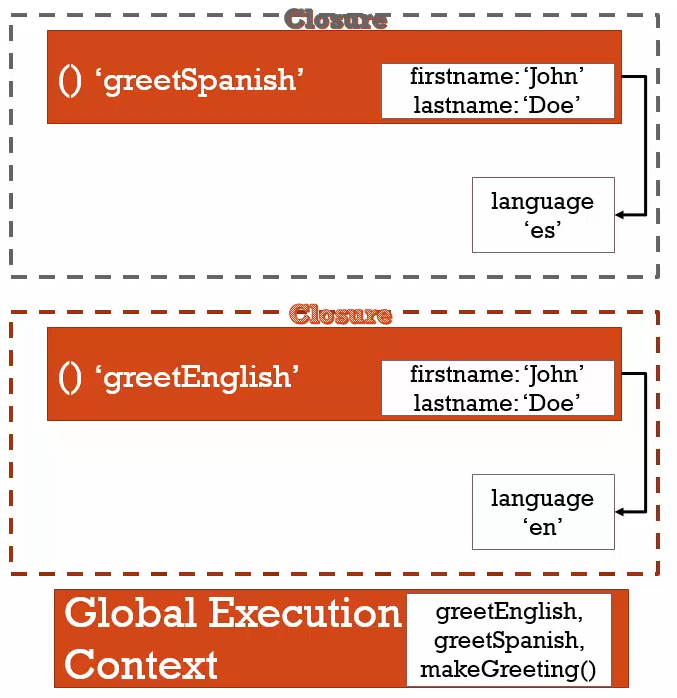 Closure
() ‘greetSpanish’
firstname: ‘John’
lastname: ‘Doe’
language
‘es’
Closure
() ‘greetEnglish’
firstname: ‘John’
lastname: ‘Doe’
language
‘en’
Global Execution
Context
greetEnglish,
greetSpanish,
makeGreeting()